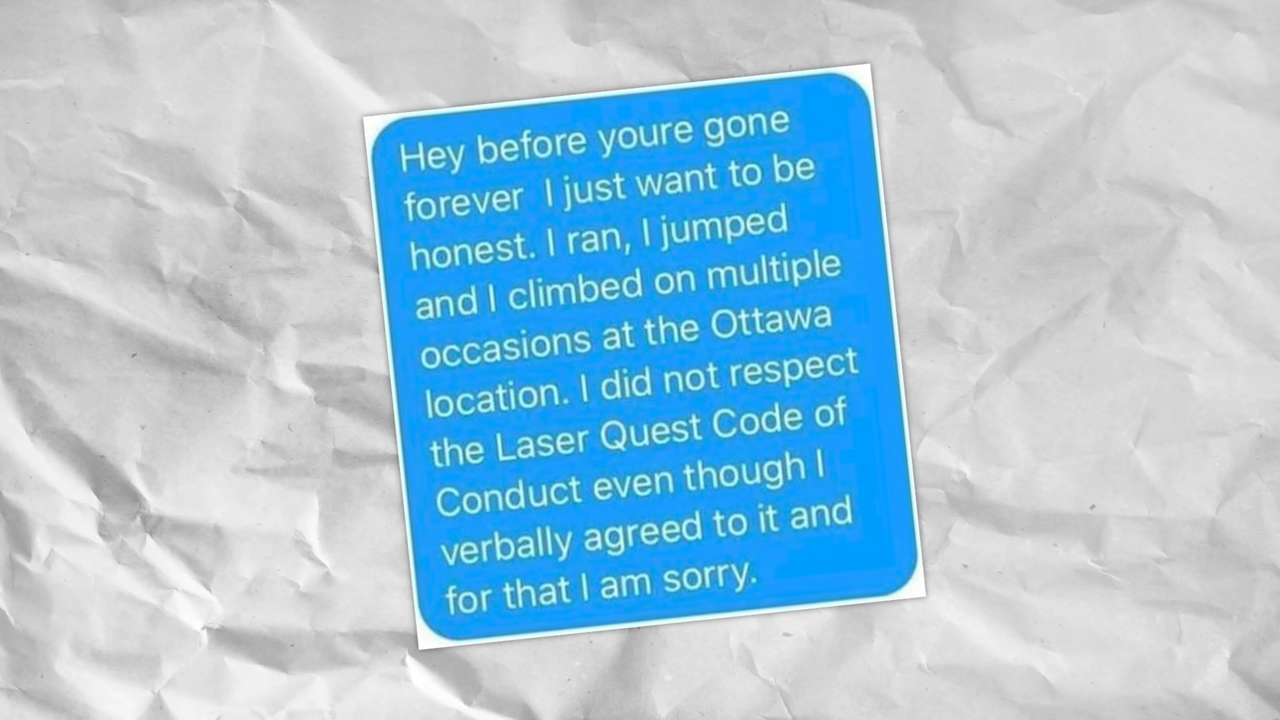 Hey before youre gone
forever  I just want to be
honest. I ran, I jumped
and I climbed on multiple
occasions at the Ottawa
location. I did not respect
the Laser Quest Code of
Conduct even though I
verbally agreed to it and
for that I am sorry.